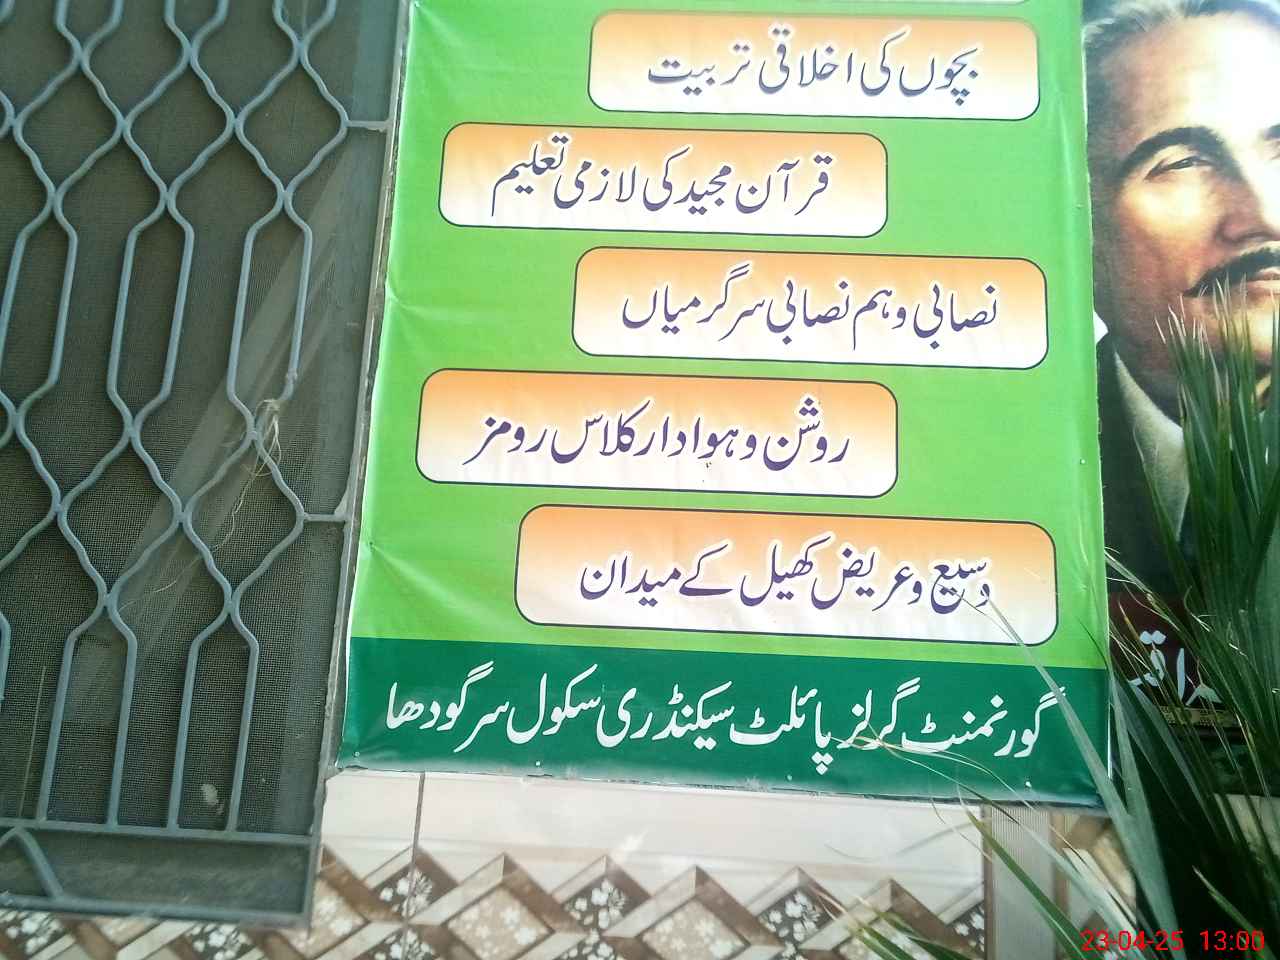 بچوں کی اخلاقی تربیت
قرآن مجید کی لازمی تعلیم
نصابی و ہم نصابی سرگرمیاں
روشن و ہوادار کلاس رومز
وسیع و عریض کھیل کے میدان
گورنمنٹ گرلز پائلٹ سیکنڈری سکول سرگودھا
23-04-25 13:00